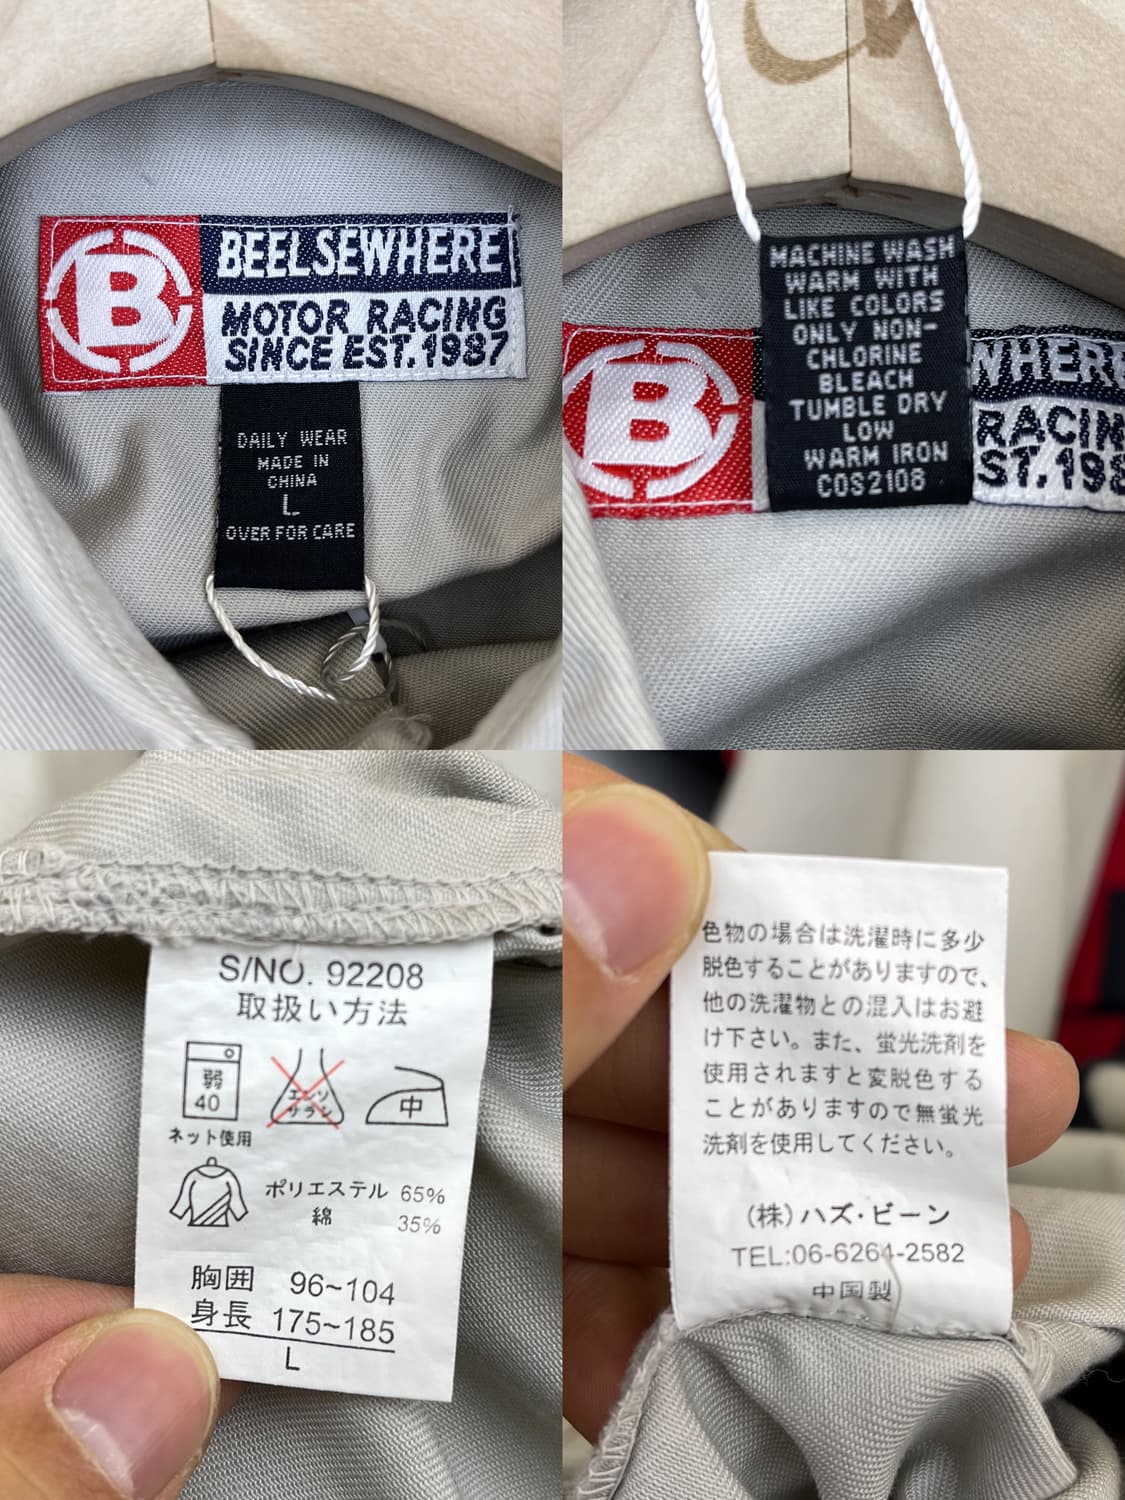 B
BEELSEWHERE
MOTOR RACING
SINCE EST.1987
DAILY WEAR
MADE IN
CHINA
L
OVER FOR CARE
MACHINE WASH
WARM WITH
LIKE COLORS
ONLY NON-
CHLORINE
BLEACH
TUMBLE DRY
LOW
WARM IRON
COS2108
B
WHERE
RACIN
ST.198
S/NO. 92208
取扱い方法
弱
40
エンソ
サラシ
中
ネット使用
ポリエステル 65%
綿 35%
胸囲 96~104
身長 175~185
L
色物の場合は洗濯時に多少
脱色することがありますので、
他の洗濯物との混入はお避
け下さい。また、蛍光洗剤を
使用されますと変脱色する
ことがありますので無蛍光
洗剤を使用してください。
(株)ハズ・ビーン
TEL:06-6264-2582
中国製